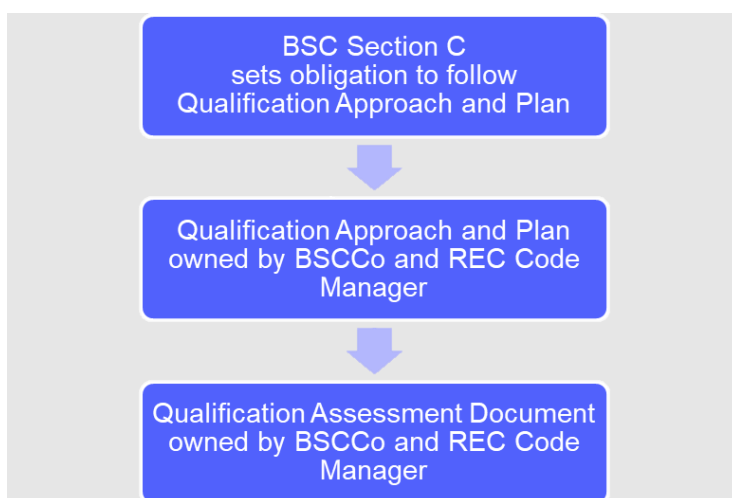 BSC Section C
sets obligation to follow
Qualification Approach and Plan
Qualification Approach and Plan
owned by BSCCo and REC Code
Manager
Qualification Assessment Document
owned by BSCCo and REC Code
Manager